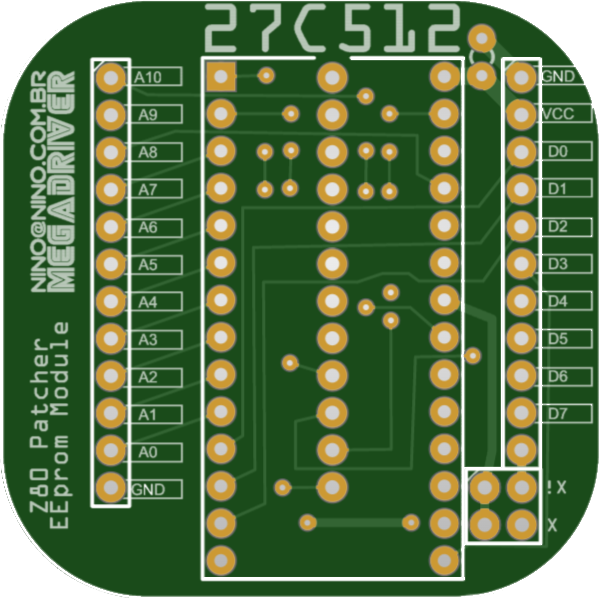 27C512
A10
A9
A8
A7
A6
A5
A4
A3
A2
A1
A0
GND
GND
VCC
D0
D1
D2
D3
D4
D5
D6
D7
! X
X
NINO@NINO.COM.BR
MEGADRIVER
Z80 Patcher
EEprom Module